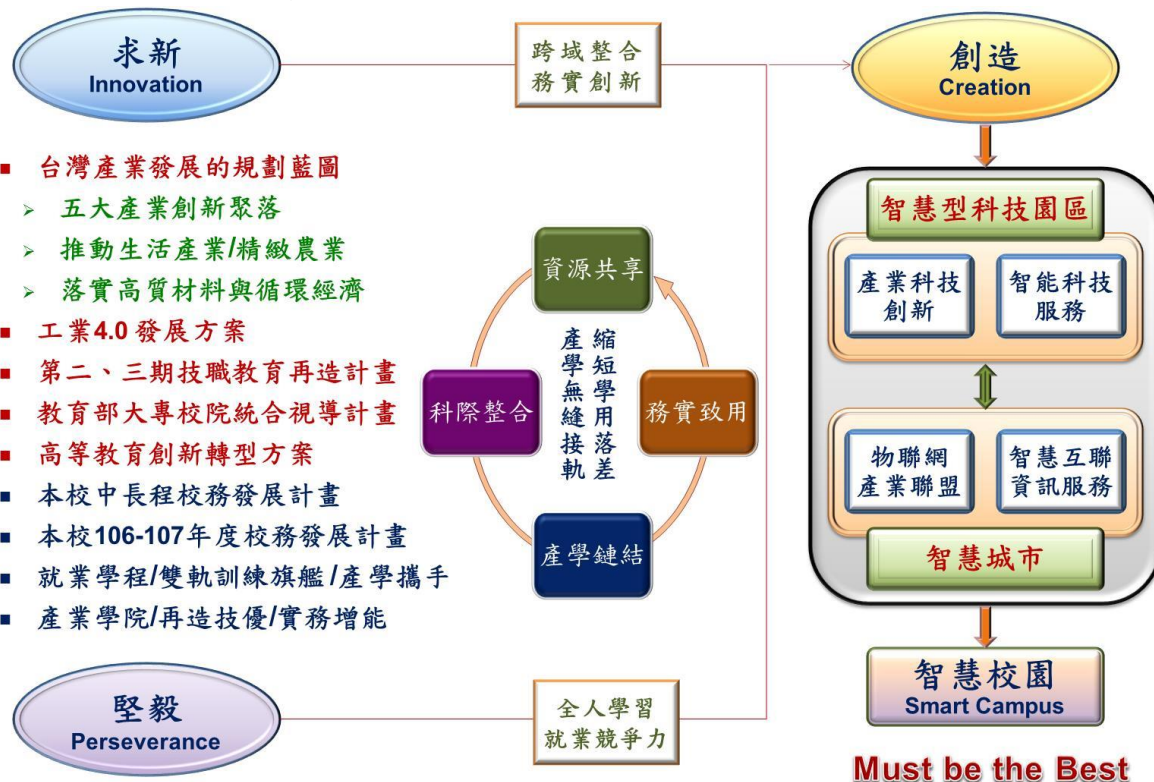 求新
Innovation
跨域整合
務實創新
創造
Creation
■ 台灣產業發展的規劃藍圖
➢ 五大產業創新聚落
➢ 推動生活產業/精緻農業
➢ 落實高質材料與循環經濟
■ 工業4.0 發展方案
■ 第二、三期技職教育再造計畫
■ 教育部大專校院統合視導計畫
■ 高等教育創新轉型方案
■ 本校中長程校務發展計畫
■ 本校106-107年度校務發展計畫
■ 就業學程/雙軌訓練旗艦/產學攜手
■ 產業學院/再造技優/實務增能
資源共享
科際整合
縮短學用落差
產學無縫接軌
務實致用
產學鏈結
智慧型科技園區
產業科技
創新
智能科技
服務
物聯網
產業聯盟
智慧互聯
資訊服務
智慧城市
堅毅
Perseverance
全人學習
就業競爭力
智慧校園
Smart Campus
Must be the Best